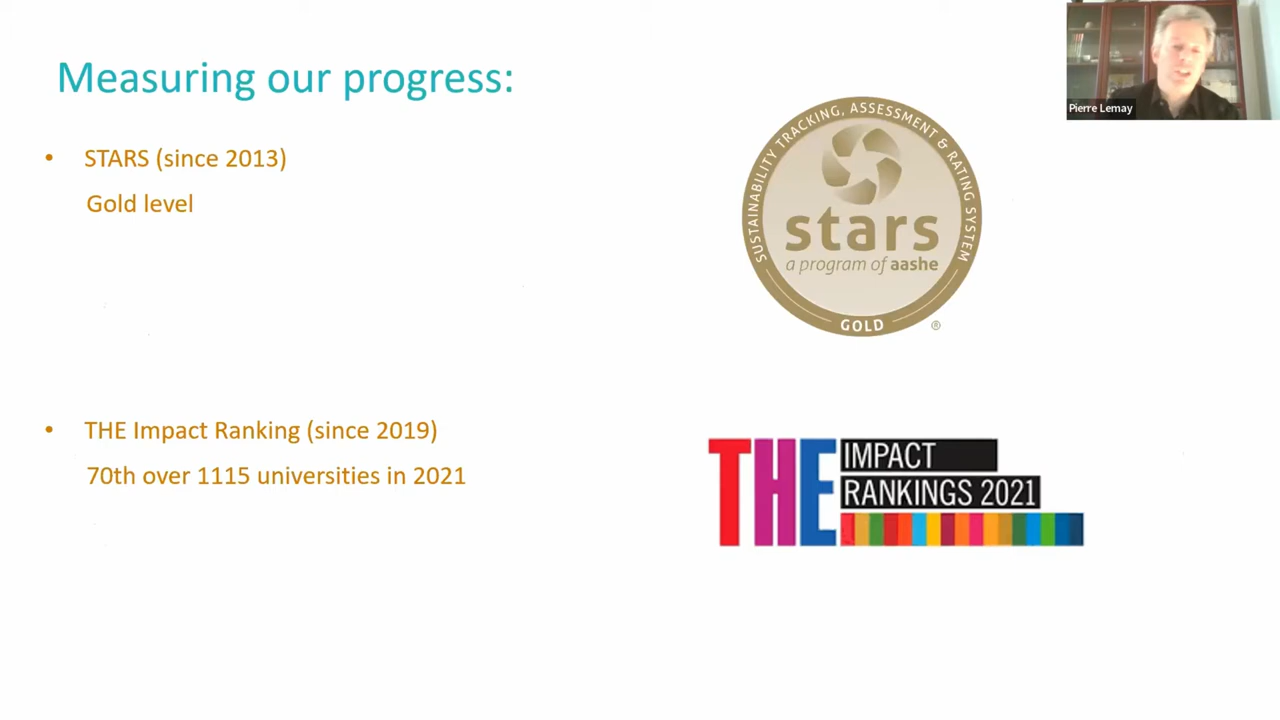 Measuring our progress:
Pierre Lemay
• STARS (since 2013)
Gold level
SUSTAINABILITY TRACKING, ASSESSMENT & RATING SYSTEM
stars
a program of aashe
GOLD
®
• THE Impact Ranking (since 2019)
70th over 1115 universities in 2021
THE
IMPACT
RANKINGS 2021